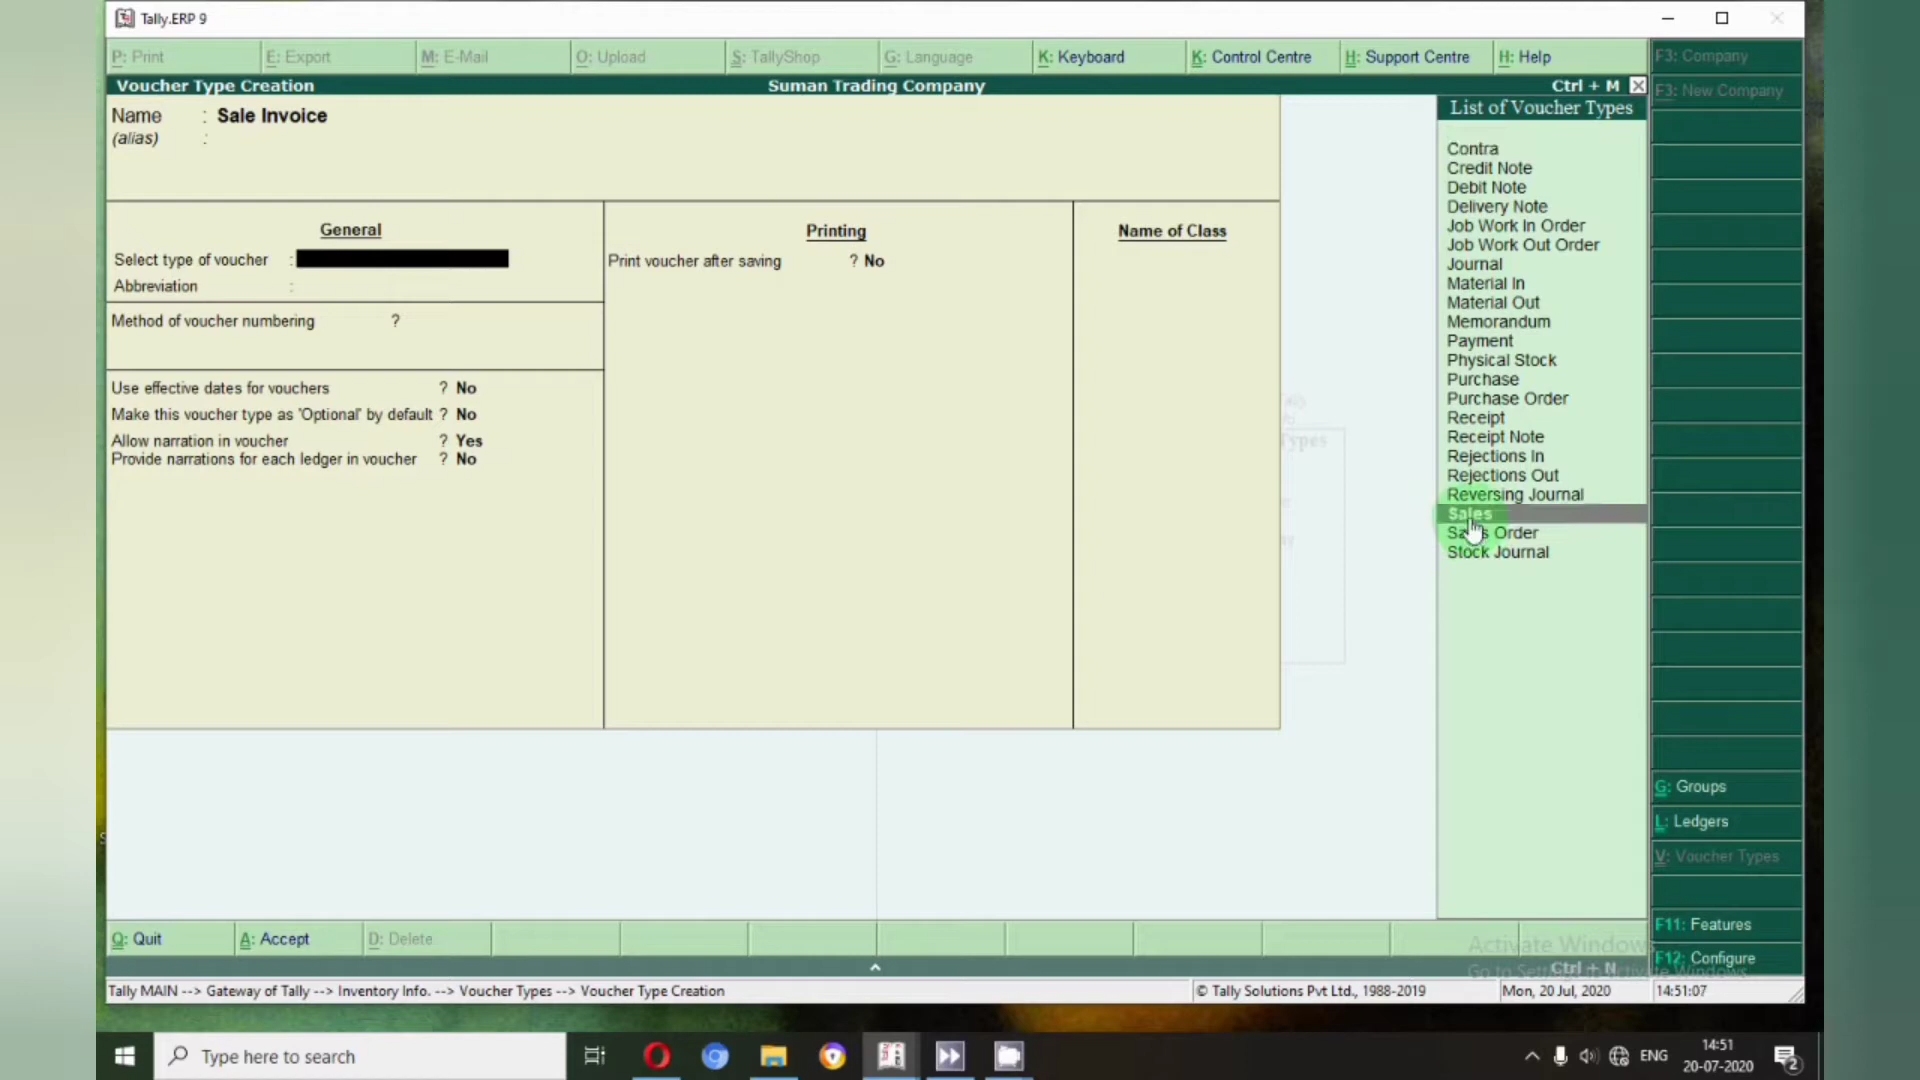 Tally.ERP 9
P: Print
E: Export
M: E-Mail
O: Upload
S: TallyShop
G: Language
K: Keyboard
K: Control Centre
H: Support Centre
H: Help
F3: Company
Voucher Type Creation
Suman Trading Company
Ctrl + M
F3: New Company
Name : Sale Invoice
(alias) :
List of Voucher Types
Contra
Credit Note
Debit Note
Delivery Note
Job Work In Order
Job Work Out Order
Journal
Material In
Material Out
Memorandum
Payment
Physical Stock
Purchase
Purchase Order
Receipt
Receipt Note
Rejections In
Rejections Out
Reversing Journal
Sales
Sales Order
Stock Journal
General
Select type of voucher :
Abbreviation :
Method of voucher numbering ?
Use effective dates for vouchers ? No
Make this voucher type as 'Optional' by default ? No
Allow narration in voucher ? Yes
Provide narrations for each ledger in voucher ? No
Printing
Print voucher after saving ? No
Name of Class
Types
G: Groups
L: Ledgers
V: Voucher Types
F11: Features
F12: Configure
Q: Quit
A: Accept
D: Delete
Activate Windows
Go to Settings to activate Windows.
Ctrl + N
Tally MAIN --> Gateway of Tally --> Inventory Info. --> Voucher Types --> Voucher Type Creation
© Tally Solutions Pvt Ltd., 1988-2019
Mon, 20 Jul, 2020
14:51:07
Type here to search
ENG
14:51
20-07-2020
2